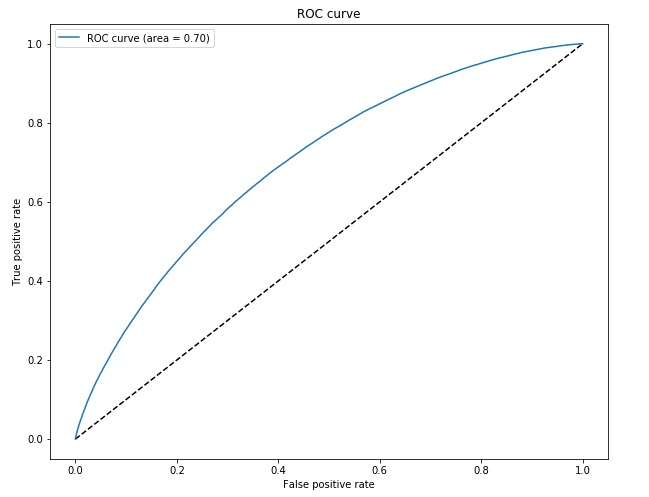 ROC curve
ROC curve (area = 0.70)
True positive rate
1.0
0.8
0.6
0.4
0.2
0.0
0.0 0.2 0.4 0.6 0.8 1.0
False positive rate